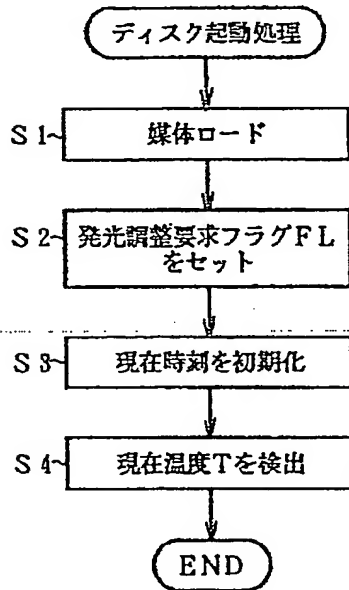 ディスク起動処理
S1
媒体ロード
S2
発光調整要求フラグFL
をセット
S3
現在時刻を初期化
S4
現在温度Tを検出
END